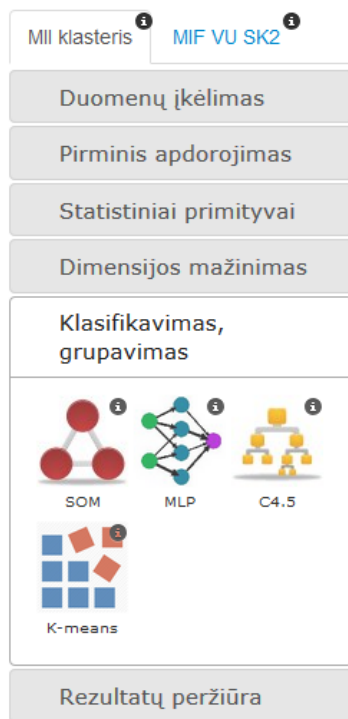 MII klasteris
MIF VU SK2
Duomenų įkėlimas
Pirminis apdorojimas
Statistiniai primityvai
Dimensijos mažinimas
Klasifikavimas,
grupavimas
SOM
MLP
C4.5
K-means
Rezultatų peržiūra